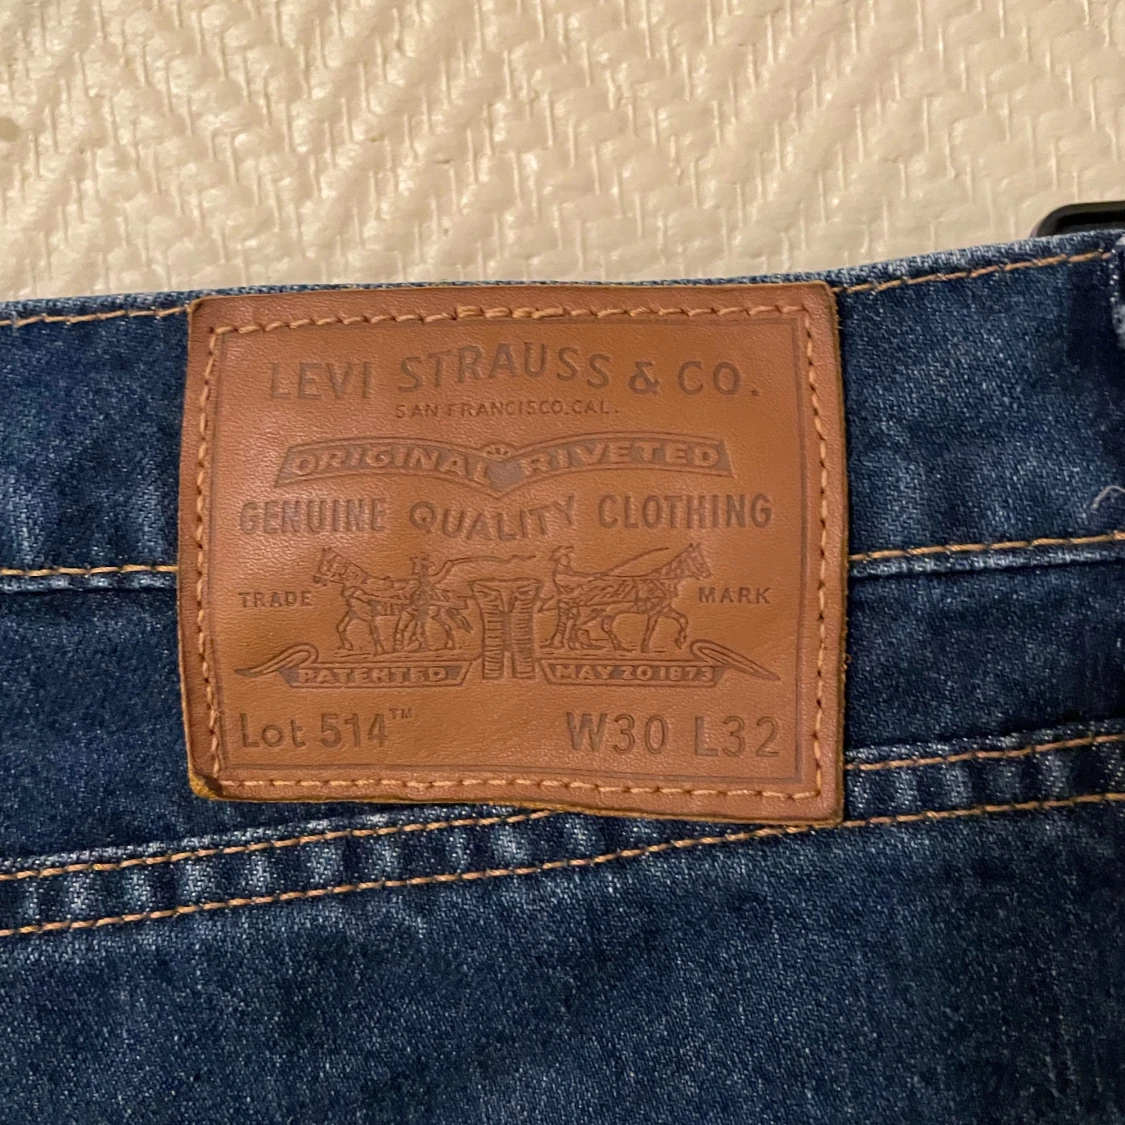 LEVI STRAUSS & CO.
SAN FRANCISCO, CAL.
ORIGINAL RIVETED
GENUINE QUALITY CLOTHING
TRADE MARK
PATENTED MAY 20 1873
Lot 514™ W30 L32